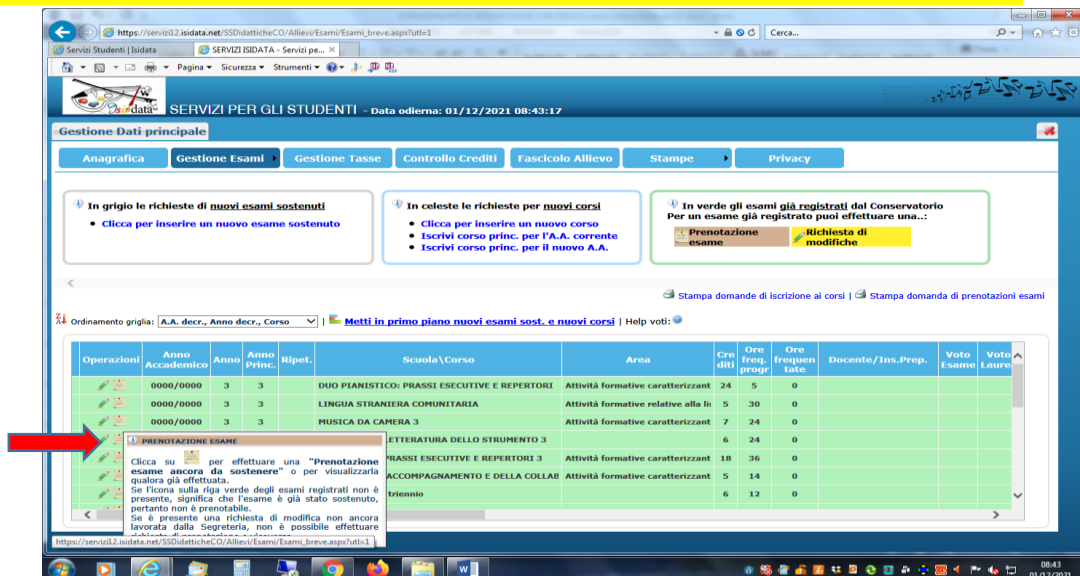 https://servizi12.isidata.net/SSDidatticheCO/Allievi/Esami/Esami_breve.aspx?utl=1
Cerca...
Servizi Studenti | Isidata
SERVIZI ISIDATA - Servizi pe...
Pagina
Sicurezza
Strumenti
Isidata
SERVIZI PER GLI STUDENTI - Data odierna: 01/12/2021 08:43:17
Gestione Dati principale
Anagrafica
Gestione Esami
Gestione Tasse
Controllo Crediti
Fascicolo Allievo
Stampe
Privacy
In grigio le richieste di nuovi esami sostenuti
Clicca per inserire un nuovo esame sostenuto
In celeste le richieste per nuovi corsi
Clicca per inserire un nuovo corso
Iscrivi corso princ. per l'A.A. corrente
Iscrivi corso princ. per il nuovo A.A.
In verde gli esami già registrati dal Conservatorio
Per un esame già registrato puoi effettuare una..:
Prenotazione esame
Richiesta di modifiche
Stampa domande di iscrizione ai corsi | Stampa domanda di prenotazioni esami
Ordinamento griglia: A.A. decr., Anno decr., Corso | Metti in primo piano nuovi esami sost. e nuovi corsi | Help voti:
Operazioni Anno Accademico Anno Anno Princ. Ripet. Scuola\Corso Area Cre diti Ore freq. progr Ore frequen tate Docente/Ins.Prep. Voto Esame Voto Laure
0000/0000 3 3 DUO PIANISTICO: PRASSI ESECUTIVE E REPERTORI Attività formative caratterizzant 24 5 0
0000/0000 3 3 LINGUA STRANIERA COMUNITARIA Attività formative relative alla li 5 30 0
0000/0000 3 3 MUSICA DA CAMERA 3 Attività formative caratterizzant 7 24 0
ETTERATURA DELLO STRUMENTO 3 6 24 0
PRASSI ESECUTIVE E REPERTORI 3 Attività formative caratterizzant 18 36 0
ACCOMPAGNAMENTO E DELLA COLLAB Attività formative caratterizzant 5 14 0
triennio 6 12 0
PRENOTAZIONE ESAME
Clicca su per effettuare una "Prenotazione
esame ancora da sostenere" o per visualizzarla
qualora già effettuata.
Se l'icona sulla riga verde degli esami registrati non è
presente, significa che l'esame è già stato sostenuto,
pertanto non è prenotabile.
Se è presente una richiesta di modifica non ancora
lavorata dalla Segreteria, non è possibile effettuare
https://servizi12.isidata.net/SSDidatticheCO/Allievi/Esami/Esami_breve.aspx?utl=1
08:43
01/12/2021